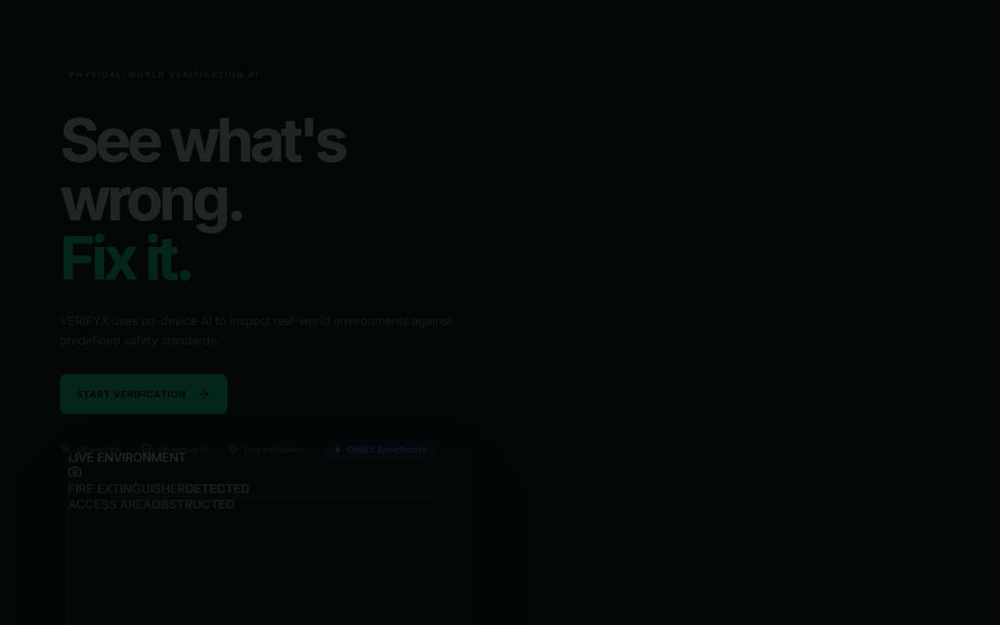 PHYSICAL-WORLD VERIFICATION AI
See what's
wrong.
Fix it.
VERIFYX uses on-device AI to inspect real-world environments against
predefined safety standards.
START VERIFICATION
Offline-first On-device AI Fast verification ONNX Benchmark
LIVE ENVIRONMENT
FIRE EXTINGUISHERDETECTED
ACCESS AREAOBSTRUCTED